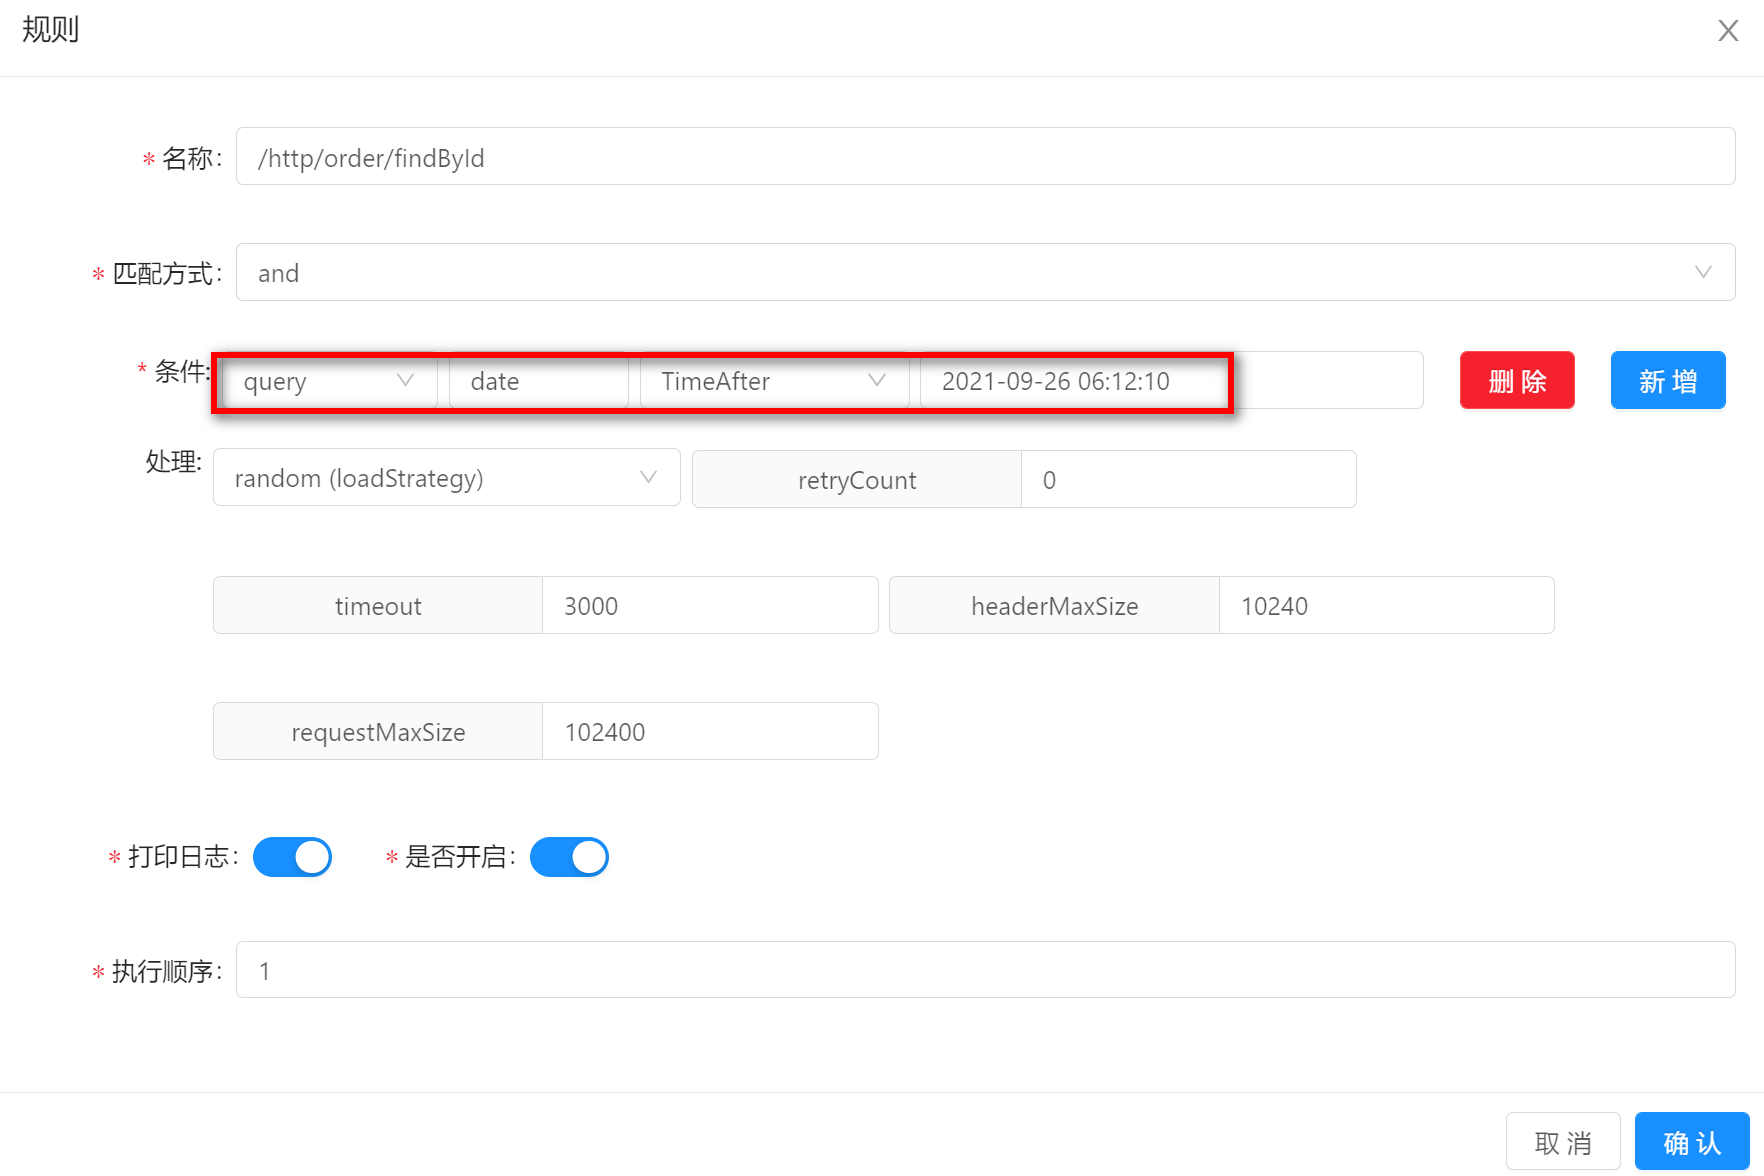 规则
* 名称: /http/order/findById
* 匹配方式: and
* 条件: query date TimeAfter 2021-09-26 06:12:10 删 除 新 增
处理: random (loadStrategy) retryCount 0
timeout 3000 headerMaxSize 10240
requestMaxSize 102400
* 打印日志: * 是否开启:
* 执行顺序: 1
取 消 确 认